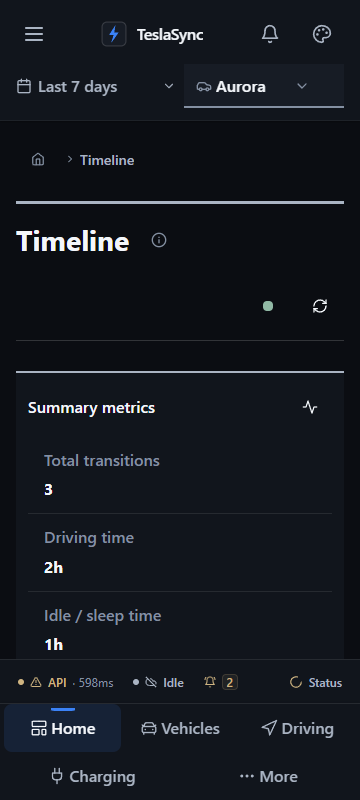 TeslaSync
Last 7 days
Aurora
Timeline
Timeline
Summary metrics
Total transitions
3
Driving time
2h
Idle / sleep time
1h
API · 598ms
Idle
2
Status
Home
Vehicles
Driving
Charging
More